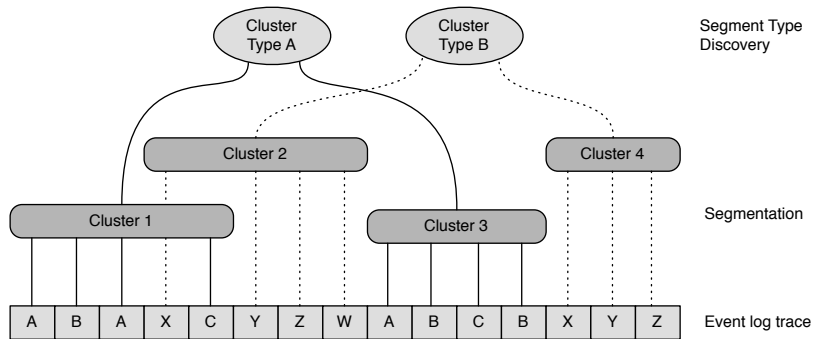 Cluster
Type A
Cluster
Type B
Segment Type
Discovery
Cluster 2
Cluster 4
Cluster 1
Cluster 3
Segmentation
A B A X C Y Z W A B C B X Y Z
Event log trace